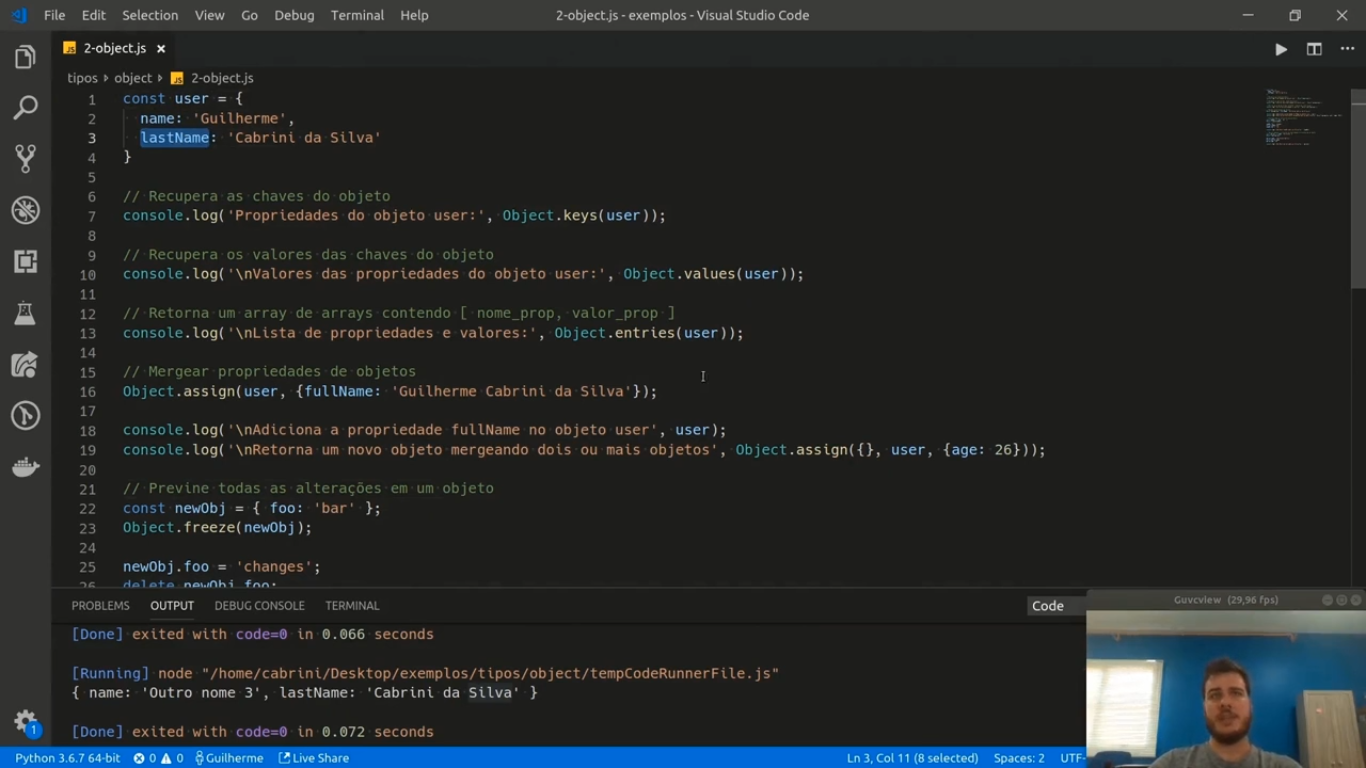 File Edit Selection View Go Debug Terminal Help 2-object.js - exemplos - Visual Studio Code
JS 2-object.js ×
tipos › object › JS 2-object.js
1 const user = {
2 name: 'Guilherme',
3 lastName: 'Cabrini da Silva'
4 }
5
6 // Recupera as chaves do objeto
7 console.log('Propriedades do objeto user:', Object.keys(user));
8
9 // Recupera os valores das chaves do objeto
10 console.log('\nValores das propriedades do objeto user:', Object.values(user));
11
12 // Retorna um array de arrays contendo [ nome_prop, valor_prop ]
13 console.log('\nLista de propriedades e valores:', Object.entries(user));
14
15 // Mergear propriedades de objetos
16 Object.assign(user, {fullName: 'Guilherme Cabrini da Silva'});
17
18 console.log('\nAdiciona a propriedade fullName no objeto user', user);
19 console.log('\nRetorna um novo objeto mergeando dois ou mais objetos', Object.assign({}, user, {age: 26}));
20
21 // Previne todas as alterações em um objeto
22 const newObj = { foo: 'bar' };
23 Object.freeze(newObj);
24
25 newObj.foo = 'changes';
26 delete newObj.foo;
PROBLEMS OUTPUT DEBUG CONSOLE TERMINAL Code
Guvcview (29,96 fps)
[Done] exited with code=0 in 0.066 seconds
[Running] node "/home/cabrini/Desktop/exemplos/tipos/object/tempCodeRunnerFile.js"
{ name: 'Outro nome 3', lastName: 'Cabrini da Silva' }
[Done] exited with code=0 in 0.072 seconds
1
Python 3.6.7 64-bit 0 0 Guilherme Live Share Ln 3, Col 11 (8 selected) Spaces: 2 UTF-